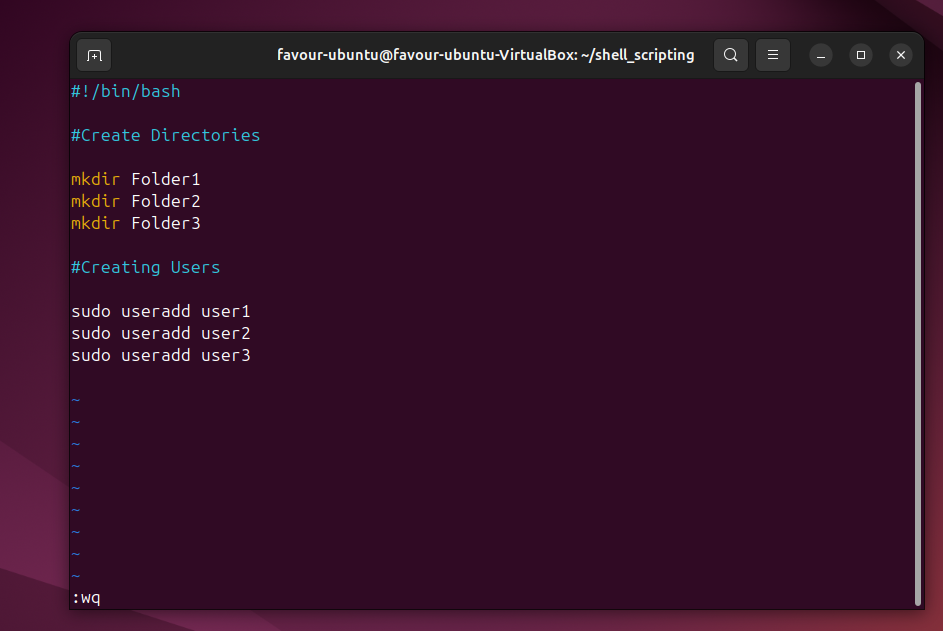 favour-ubuntu@favour-ubuntu-VirtualBox: ~/shell_scripting
#!/bin/bash
#Create Directories
mkdir Folder1
mkdir Folder2
mkdir Folder3
#Creating Users
sudo useradd user1
sudo useradd user2
sudo useradd user3
~
~
~
~
~
~
~
~
~
:wq